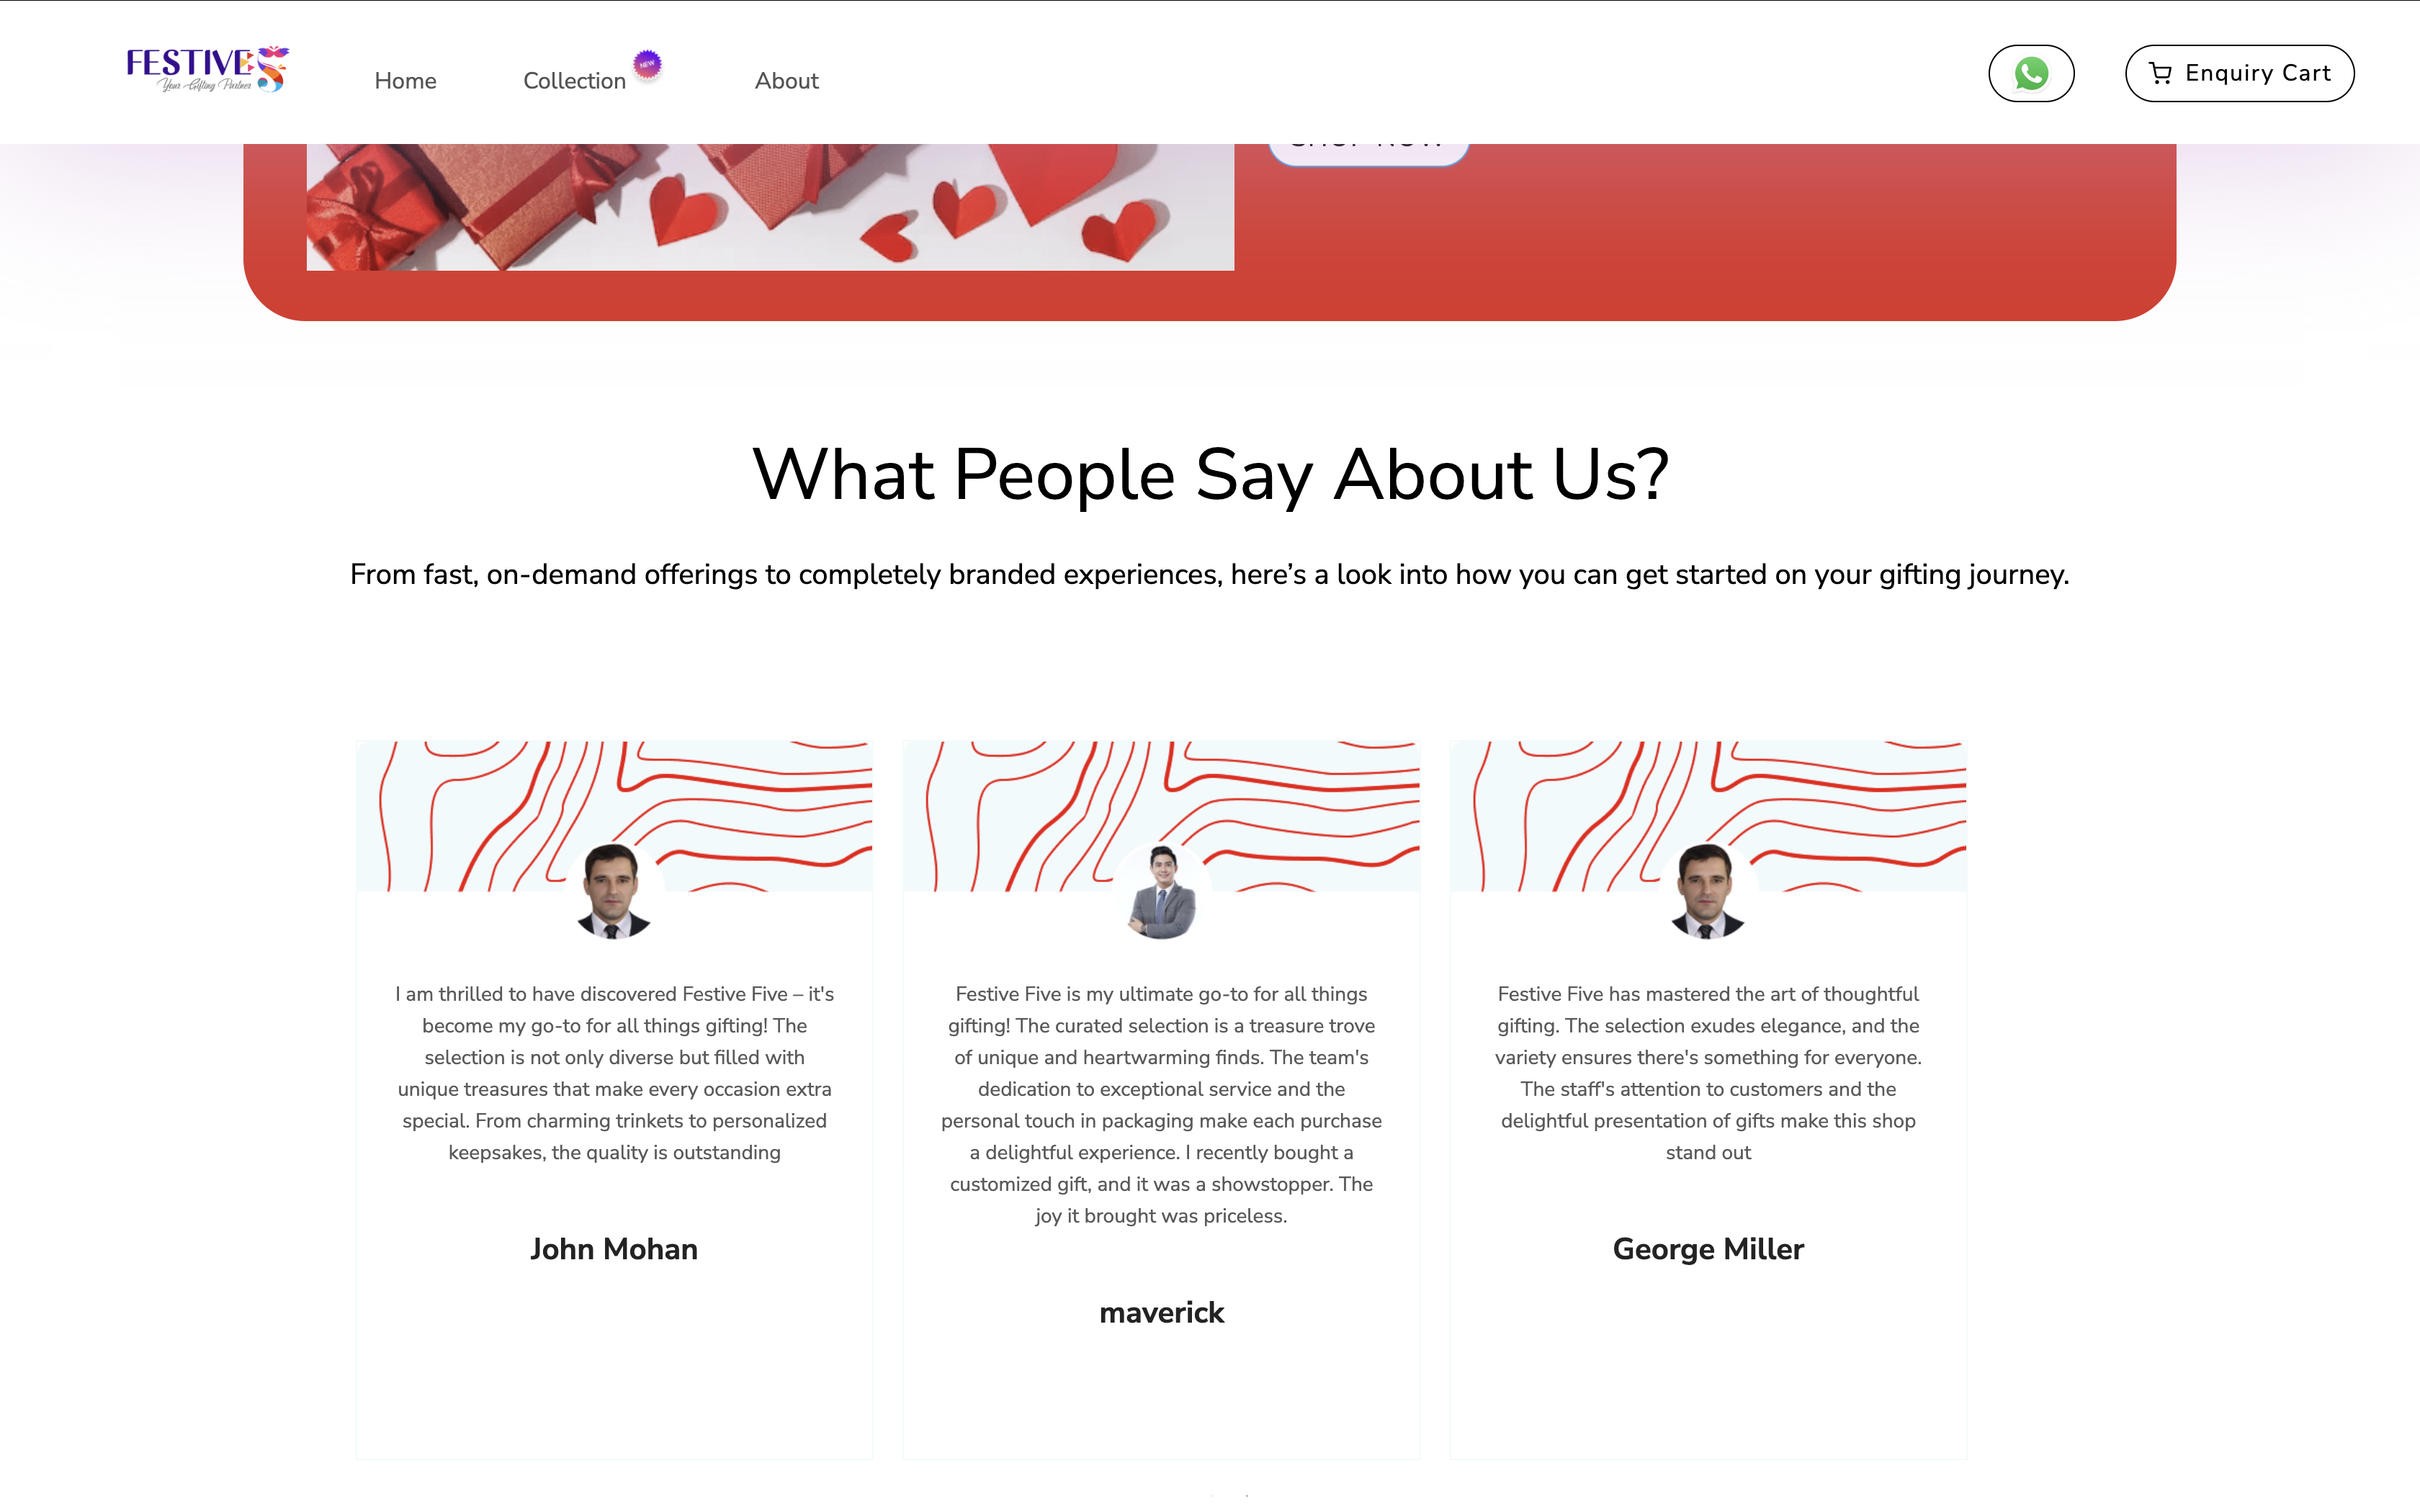 FESTIVE
Your Gifting Partner
Home
Collection
NEW
About
Enquiry Cart
SHOP NOW
What People Say About Us?
From fast, on-demand offerings to completely branded experiences, here’s a look into how you can get started on your gifting journey.
I am thrilled to have discovered Festive Five – it's
become my go-to for all things gifting! The
selection is not only diverse but filled with
unique treasures that make every occasion extra
special. From charming trinkets to personalized
keepsakes, the quality is outstanding
John Mohan
Festive Five is my ultimate go-to for all things
gifting! The curated selection is a treasure trove
of unique and heartwarming finds. The team's
dedication to exceptional service and the
personal touch in packaging make each purchase
a delightful experience. I recently bought a
customized gift, and it was a showstopper. The
joy it brought was priceless.
maverick
Festive Five has mastered the art of thoughtful
gifting. The selection exudes elegance, and the
variety ensures there's something for everyone.
The staff's attention to customers and the
delightful presentation of gifts make this shop
stand out
George Miller